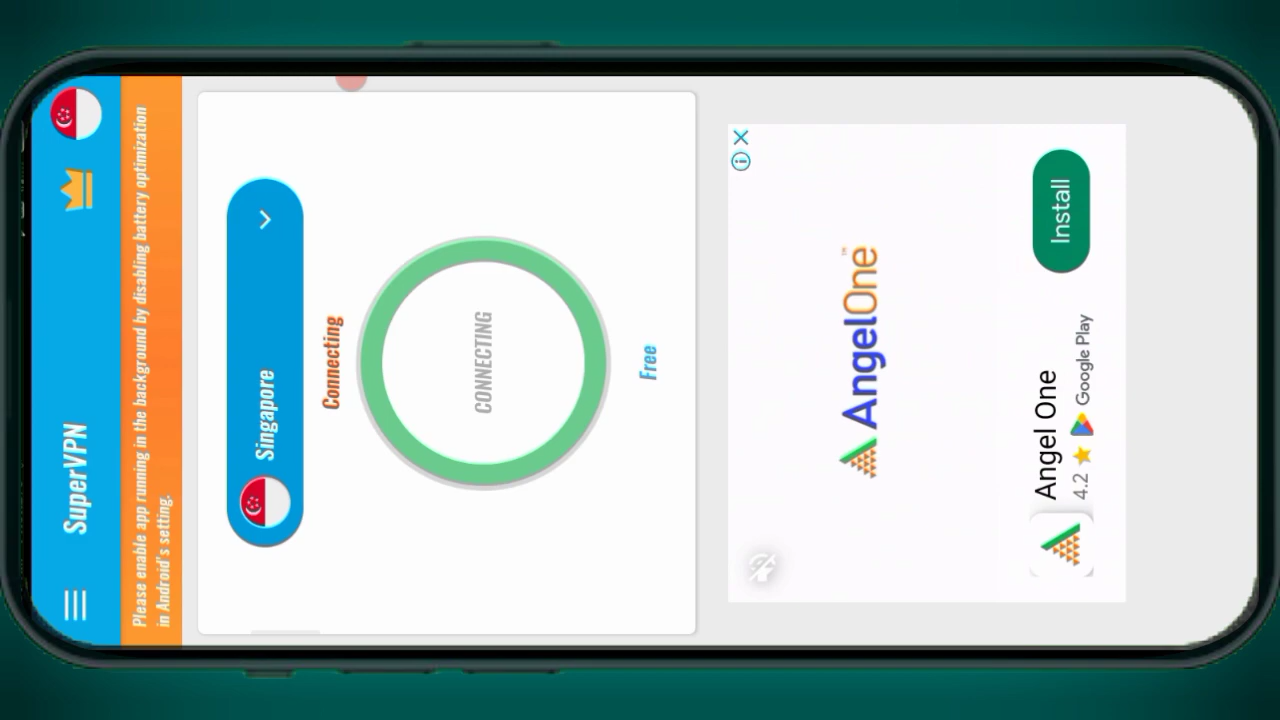 SuperVPN
Please enable app running in the background by disabling battery optimization
in Android's setting.
Singapore
Connecting
CONNECTING
Free
AngelOne™
Angel One
4.2 ★ Google Play
Install